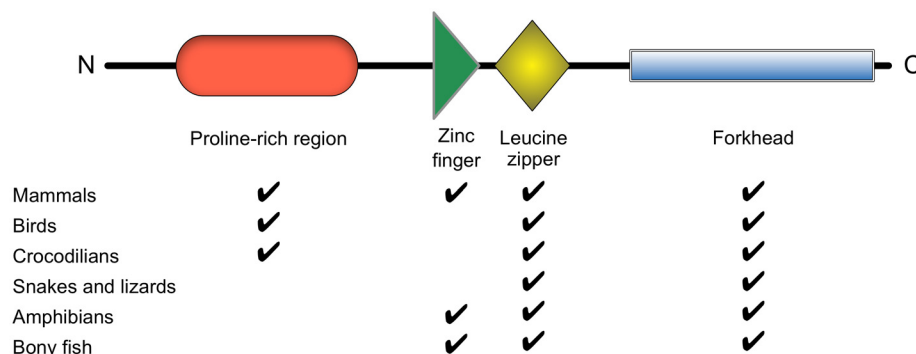 N
C
Proline-rich region
Zinc
finger
Leucine
zipper
Forkhead
Mammals
Birds
Crocodilians
Snakes and lizards
Amphibians
Bony fish